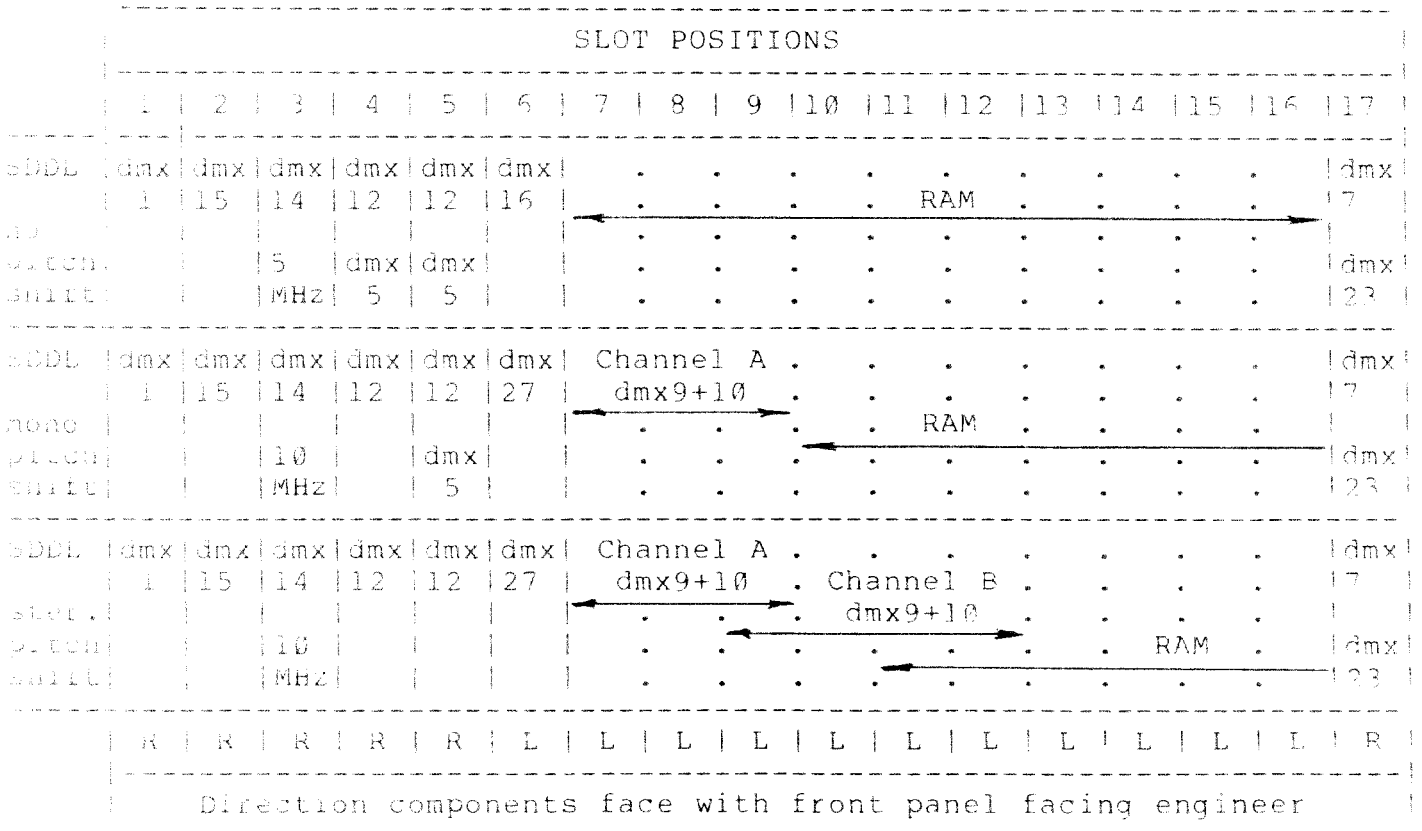 SLOT POSITIONS
1 | 2 | 3 | 4 | 5 | 6 | 7 | 8 | 9 |10 |11 |12 |13 |14 |15 |16 |17
SDDL |dmx|dmx|dmx|dmx|dmx|dmx| |dmx
1 |15 |14 |12 |12 |16 | RAM |7
no
pitch |5 |dmx|dmx| |dmx
shift |MHz| 5 | 5 | |23
SDDL |dmx|dmx|dmx|dmx|dmx|dmx| Channel A |dmx
1 |15 |14 |12 |12 |27 | dmx9+10 |7
mono RAM
pitch |10 | |dmx| |dmx
shift |MHz| | 5 | |23
SDDL |dmx|dmx|dmx|dmx|dmx|dmx| Channel A |dmx
1 |15 |14 |12 |12 |27 | dmx9+10 Channel B |7
ster. dmx9+10
pitch |10 | RAM |dmx
shift |MHz| |23
R | R | R | R | R | L | L | L | L | L | L | L | L | L | L | L | R
Direction components face with front panel facing engineer